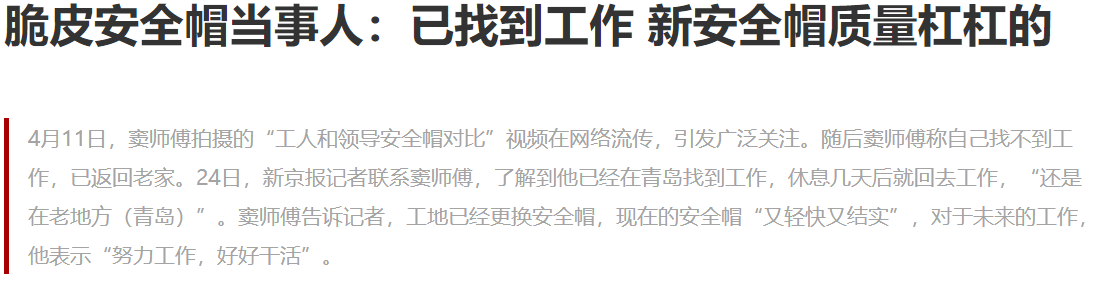 脆皮安全帽当事人：已找到工作 新安全帽质量杠杠的
4月11日，窦师傅拍摄的“工人和领导安全帽对比”视频在网络流传，引发广泛关注。随后窦师傅称自己找不到工
作，已返回老家。24日，新京报记者联系窦师傅，了解到他已经在青岛找到工作，休息几天后就回去工作，“还是
在老地方（青岛）”。窦师傅告诉记者，工地已经更换安全帽，现在的安全帽“又轻快又结实”，对于未来的工作，
他表示“努力工作，好好干活”。